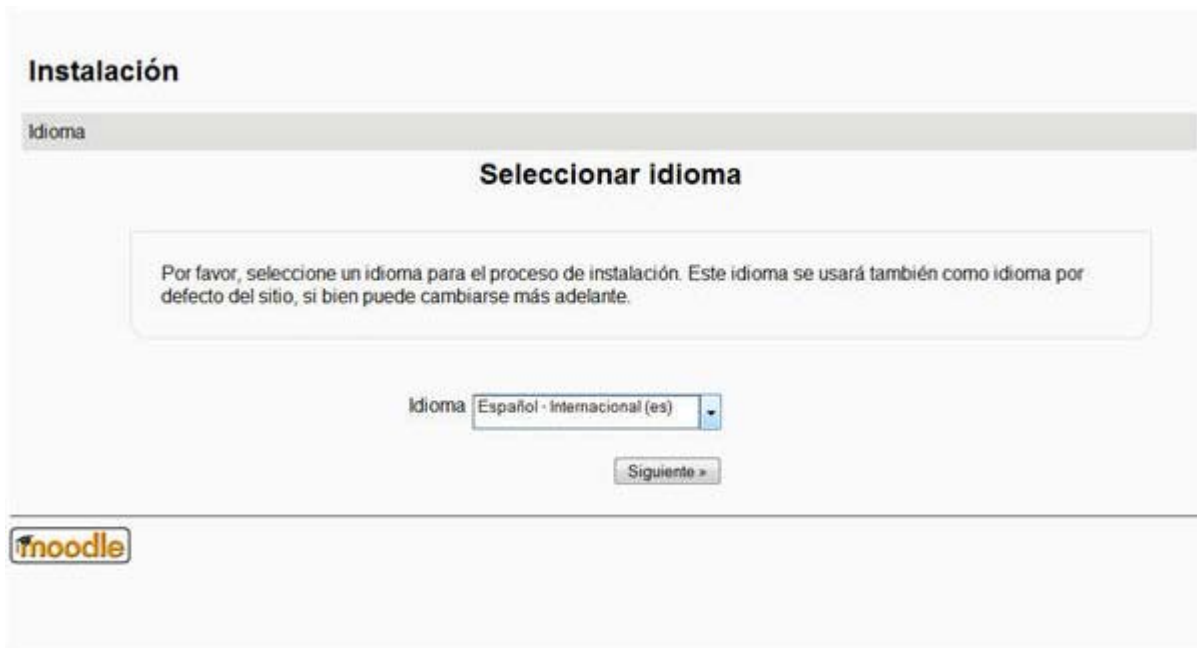 Instalación
Idioma
Seleccionar idioma
Por favor, seleccione un idioma para el proceso de instalación. Este idioma se usará también como idioma por
defecto del sitio, si bien puede cambiarse más adelante.
Idioma Español - Internacional (es)
Siguiente »
moodle